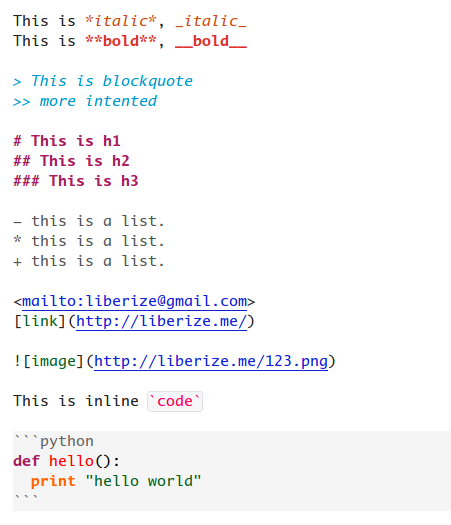 This is *italic*, _italic_
This is **bold**, __bold__
> This is blockquote
>> more intented
# This is h1
## This is h2
### This is h3
- this is a list.
* this is a list.
+ this is a list.
<mailto:liberize@gmail.com>
[link](http://liberize.me/)
![image](http://liberize.me/123.png)
This is inline `code`
```python
def hello():
  print "hello world"
```